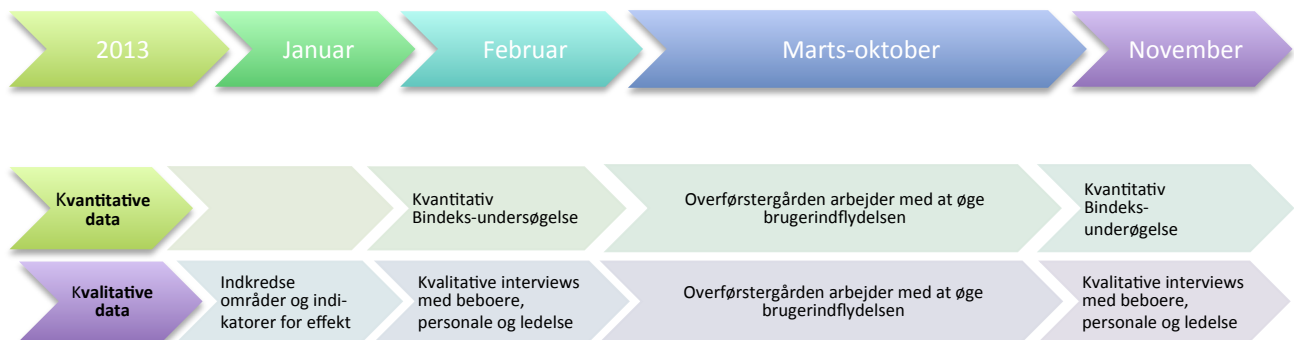 2013
Januar
Februar
Marts-oktober
November
Kvantitative
data
Kvantitativ
Bindeks-undersøgelse
Overførstergården arbejder med at øge
brugerindflydelsen
Kvantitativ
Bindeks-
underøgelse
Kvalitative
data
Indkredse
områder og indi-
katorer for effekt
Kvalitative interviews
med beboere,
personale og ledelse
Overførstergården arbejder med at øge
brugerindflydelsen
Kvalitative interviews
med beboere,
personale og ledelse